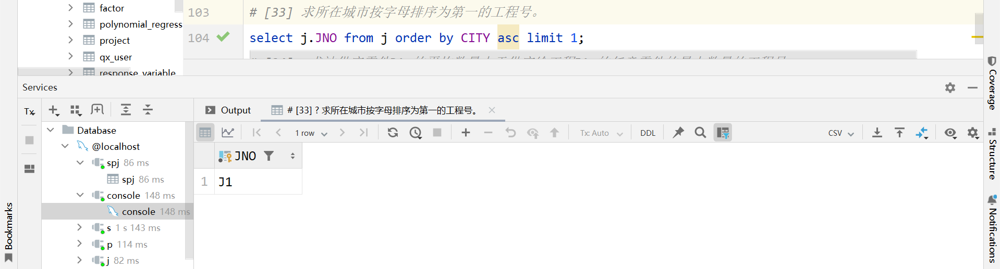 factor
polynomial_regress
project
qx_user
response_variable
103 # [33] 求所在城市按字母排序为第一的工程号。
104 select j.JNO from j order by CITY asc limit 1;
Services
Tx
Output
# [33] ? 求所在城市按字母排序为第一的工程号。
1 row
Tx: Auto
DDL
CSV
Database
@localhost
spj 86 ms
spj 86 ms
console 148 ms
console 148 ms
s 1 s 143 ms
p 114 ms
j 82 ms
JNO
1 J1
Bookmarks
Coverage
Structure
Notifications